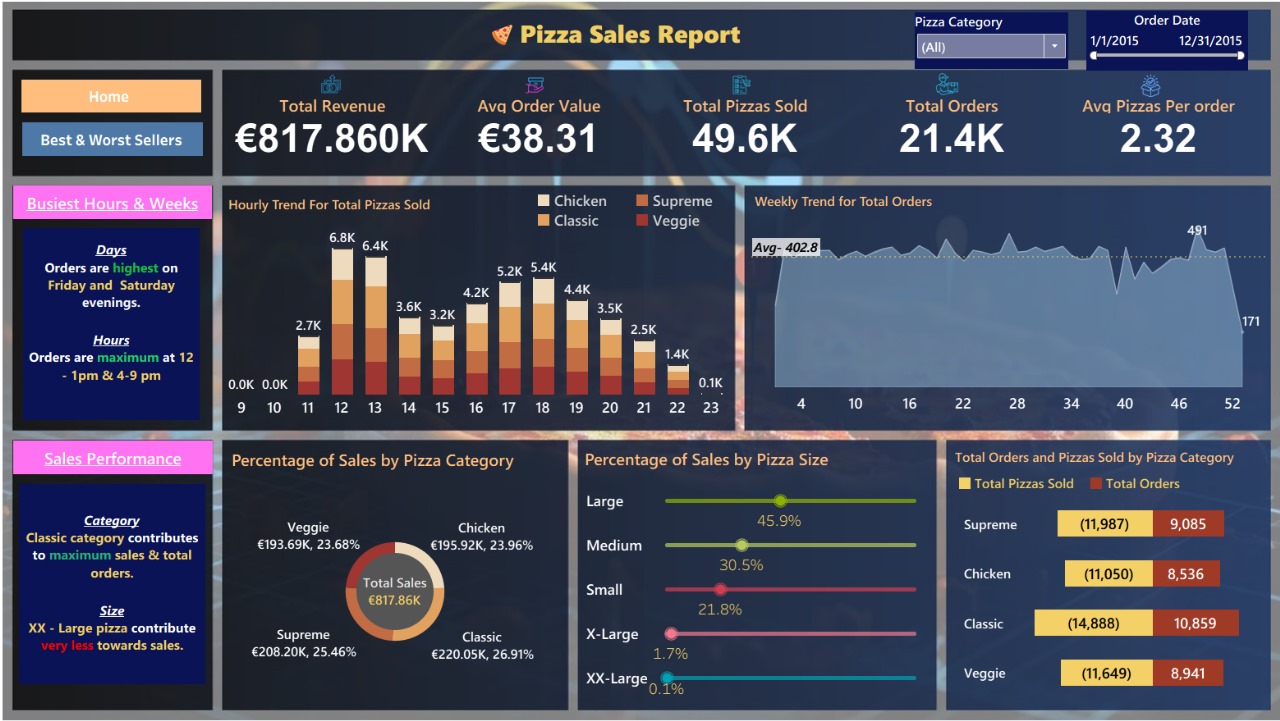 🍕 Pizza Sales Report
Pizza Category
(All)
Order Date
1/1/2015 12/31/2015
Home
Best & Worst Sellers
Total Revenue
€817.860K
Avg Order Value
€38.31
Total Pizzas Sold
49.6K
Total Orders
21.4K
Avg Pizzas Per order
2.32
Busiest Hours & Weeks
Days
Orders are highest on
Friday and Saturday
evenings.
Hours
Orders are maximum at 12
- 1pm & 4-9 pm
Hourly Trend For Total Pizzas Sold
Chicken Supreme
Classic Veggie
0.0K 0.0K 2.7K 6.8K 6.4K 3.6K 3.2K 4.2K 5.2K 5.4K 4.4K 3.5K 2.5K 1.4K 0.1K
9 10 11 12 13 14 15 16 17 18 19 20 21 22 23
Weekly Trend for Total Orders
Avg- 402.8
491
171
4 10 16 22 28 34 40 46 52
Sales Performance
Category
Classic category contributes
to maximum sales & total
orders.
Size
XX - Large pizza contribute
very less towards sales.
Percentage of Sales by Pizza Category
Veggie
€193.69K, 23.68%
Chicken
€195.92K, 23.96%
Total Sales
€817.86K
Supreme
€208.20K, 25.46%
Classic
€220.05K, 26.91%
Percentage of Sales by Pizza Size
Large
45.9%
Medium
30.5%
Small
21.8%
X-Large
1.7%
XX-Large
0.1%
Total Orders and Pizzas Sold by Pizza Category
Total Pizzas Sold Total Orders
Supreme (11,987) 9,085
Chicken (11,050) 8,536
Classic (14,888) 10,859
Veggie (11,649) 8,941